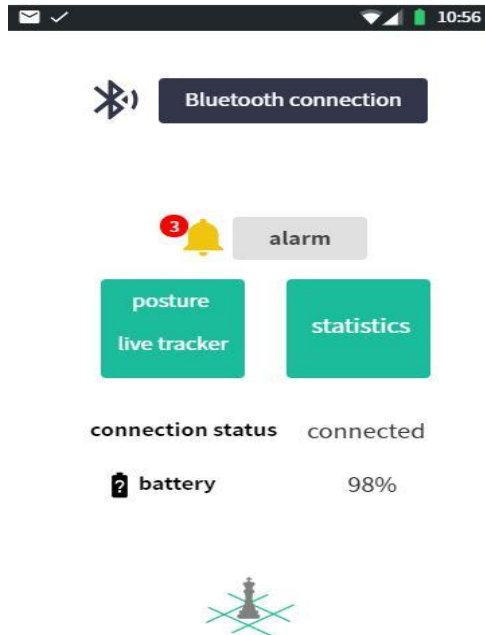 10:56
Bluetooth connection
3
alarm
posture
live tracker
statistics
connection status connected
? battery 98%